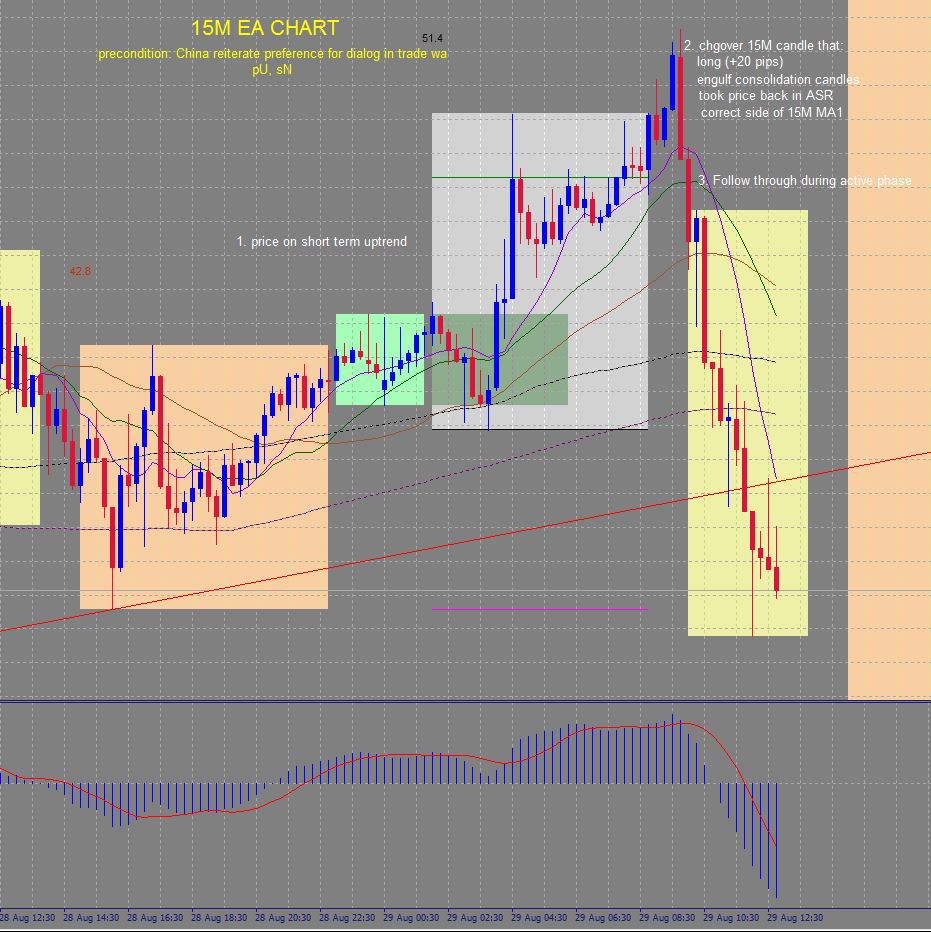 15M EA CHART
precondition: China reiterate preference for dialog in trade wa
pU, sN
51.4
2. chgover 15M candle that:
long (+20 pips)
engulf consolidation candles
took price back in ASR
correct side of 15M MA1
3. Follow through during active phase
1. price on short term uptrend
42.8
28 Aug 12:30 28 Aug 14:30 28 Aug 16:30 28 Aug 18:30 28 Aug 20:30 28 Aug 22:30 29 Aug 00:30 29 Aug 02:30 29 Aug 04:30 29 Aug 06:30 29 Aug 08:30 29 Aug 10:30 29 Aug 12:30